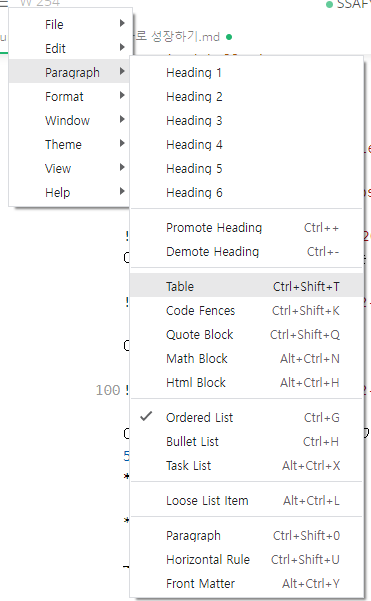 W 254
SSAFY
로 성장하기.md
File
Edit
Paragraph
Format
Window
Theme
View
Help
Heading 1
Heading 2
Heading 3
Heading 4
Heading 5
Heading 6
Promote Heading Ctrl++
Demote Heading Ctrl+-
Table Ctrl+Shift+T
Code Fences Ctrl+Shift+K
Quote Block Ctrl+Shift+Q
Math Block Alt+Ctrl+N
Html Block Alt+Ctrl+H
100 !
Ordered List Ctrl+G
Bullet List Ctrl+H
Task List Alt+Ctrl+X
Loose List Item Alt+Ctrl+L
Paragraph Ctrl+Shift+0
Horizontal Rule Ctrl+Shift+U
Front Matter Alt+Ctrl+Y